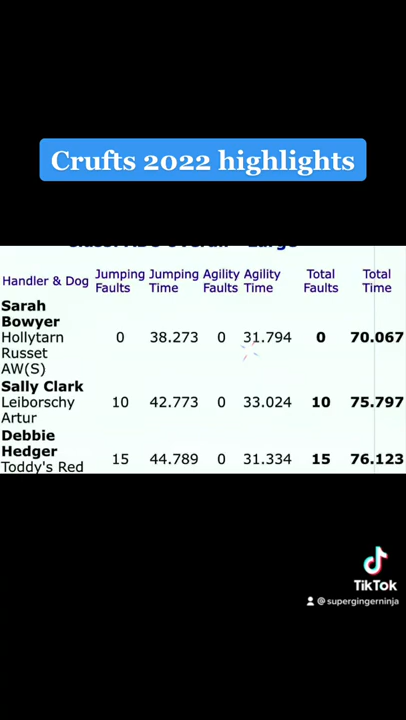 Crufts 2022 highlights
Handler & Dog Jumping Faults Jumping Time Agility Faults Agility Time Total Faults Total Time
Sarah Bowyer Hollytarn Russet AW(S) 0 38.273 0 31.794 0 70.067
Sally Clark Leiborschy Artur 10 42.773 0 33.024 10 75.797
Debbie Hedger Toddy's Red 15 44.789 0 31.334 15 76.123
TikTok
@supergingerninja